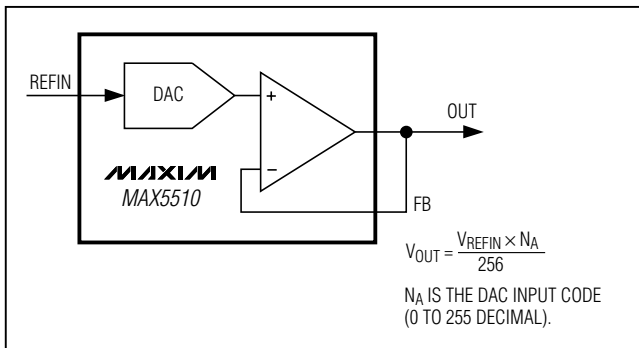 REFIN
DAC
+
OUT
MAXIM
MAX5510
−
FB
V_OUT = V_REFIN × N_A / 256
N_A IS THE DAC INPUT CODE
(0 TO 255 DECIMAL).